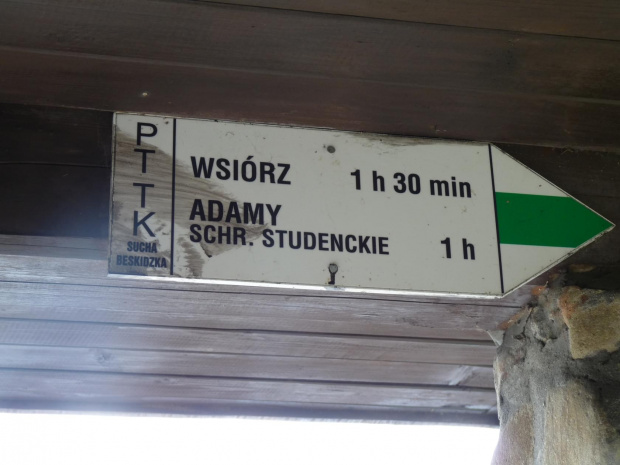 PTTK
SUCHA
BESKIDZKA
WSIÓRZ 1 h 30 min
ADAMY
SCHR. STUDENCKIE 1 h